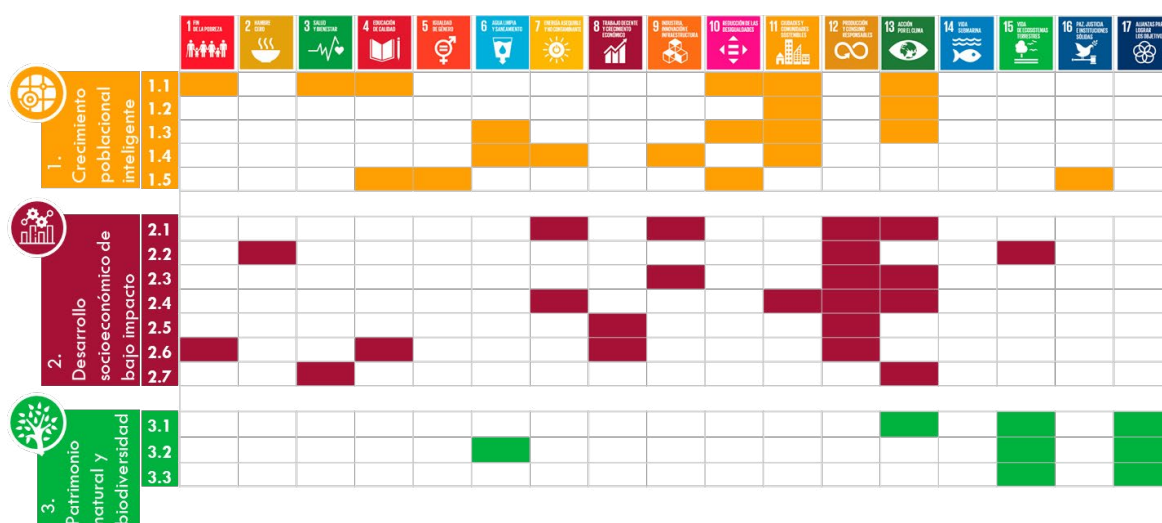 1 FIN
DE LA POBREZA
2 HAMBRE
CERO
3 SALUD
Y BIENESTAR
4 EDUCACIÓN
DE CALIDAD
5 IGUALDAD
DE GÉNERO
6 AGUA LIMPIA
Y SANEAMIENTO
7 ENERGÍA ASEQUIBLE
Y NO CONTAMINANTE
8 TRABAJO DECENTE
Y CRECIMIENTO
ECONÓMICO
9 INDUSTRIA,
INNOVACIÓN E
INFRAESTRUCTURA
10 REDUCCIÓN DE LAS
DESIGUALDADES
11 CIUDADES Y
COMUNIDADES
SOSTENIBLES
12 PRODUCCIÓN
Y CONSUMO
RESPONSABLES
13 ACCIÓN
POR EL CLIMA
14 VIDA
SUBMARINA
15 VIDA
DE ECOSISTEMAS
TERRESTRES
16 PAZ, JUSTICIA
E INSTITUCIONES
SÓLIDAS
17 ALIANZAS PARA
LOGRAR
LOS OBJETIVO
1.
Crecimiento
poblacional
inteligente
1.1
1.2
1.3
1.4
1.5
2.
Desarrollo
socioeconómico de
bajo impacto
2.1
2.2
2.3
2.4
2.5
2.6
2.7
3.
Patrimonio
natural y
biodiversidad
3.1
3.2
3.3